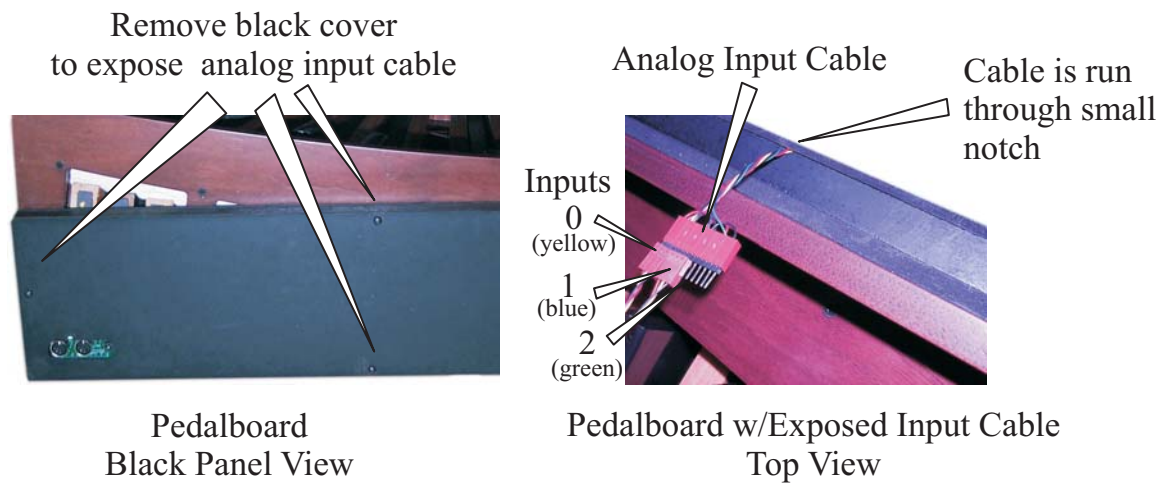 Remove black cover
to expose analog input cable
Analog Input Cable
Cable is run
through small
notch
Inputs
0
(yellow)
1
(blue)
2
(green)
Pedalboard
Black Panel View
Pedalboard w/Exposed Input Cable
Top View